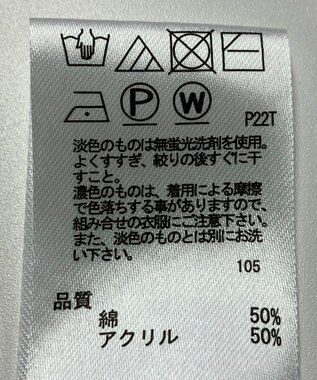 P W P22T
淡色のものは無蛍光洗剤を使用。
よくすすぎ、絞りの後すぐに干
すこと。
濃色のものは、着用による摩擦
で色落ちする事がありますので、
組み合せの衣服にご注意下さい。
また、淡色のものとは別にお洗
い下さい。
105
品質
綿 50%
アクリル 50%